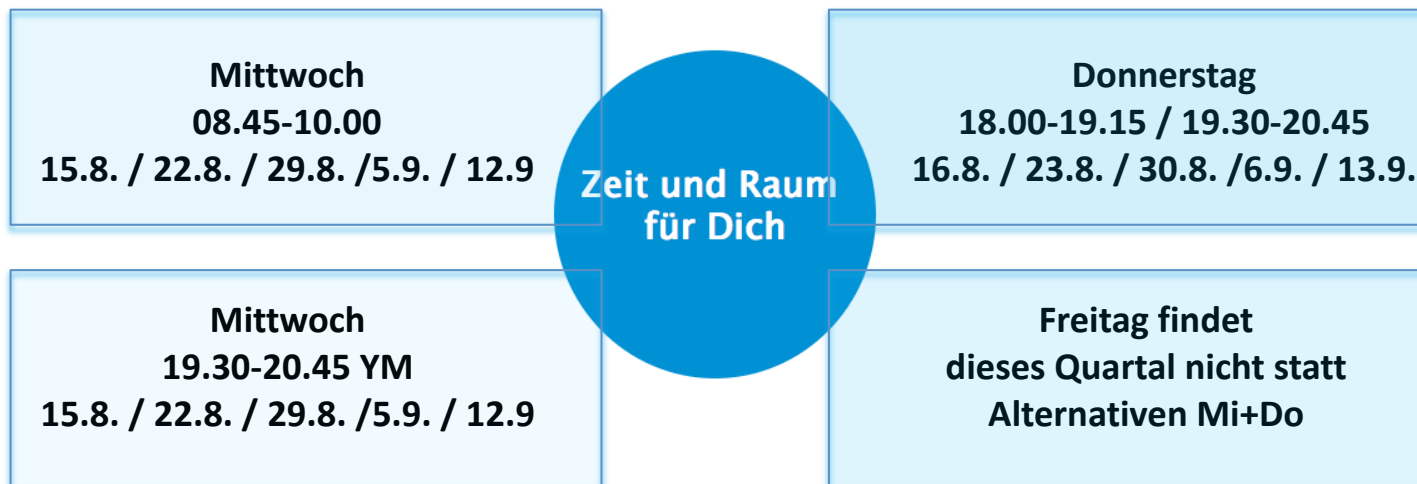 Mittwoch
08.45-10.00
15.8. / 22.8. / 29.8. /5.9. / 12.9
Zeit und Raum
für Dich
Donnerstag
18.00-19.15 / 19.30-20.45
16.8. / 23.8. / 30.8. /6.9. / 13.9.
Mittwoch
19.30-20.45 YM
15.8. / 22.8. / 29.8. /5.9. / 12.9
Freitag findet
dieses Quartal nicht statt
Alternativen Mi+Do